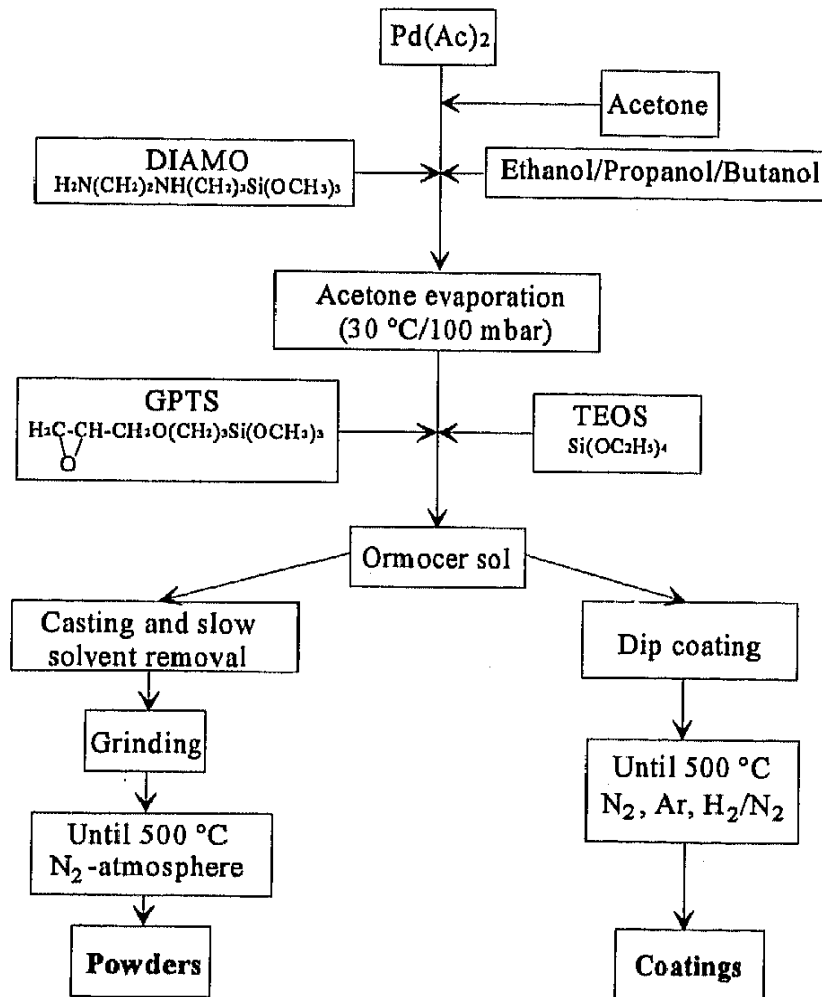 Pd(Ac)₂
Acetone
DIAMO
H₂N(CH₂)₂NH(CH₂)₃Si(OCH₃)₃
Ethanol/Propanol/Butanol
Acetone evaporation
(30 °C/100 mbar)
GPTS
H₂C-CH-CH₂O(CH₂)₃Si(OCH₃)₃
O
TEOS
Si(OC₂H₅)₄
Ormocer sol
Casting and slow
solvent removal
Dip coating
Grinding
Until 500 °C
N₂, Ar, H₂/N₂
Until 500 °C
N₂-atmosphere
Powders
Coatings